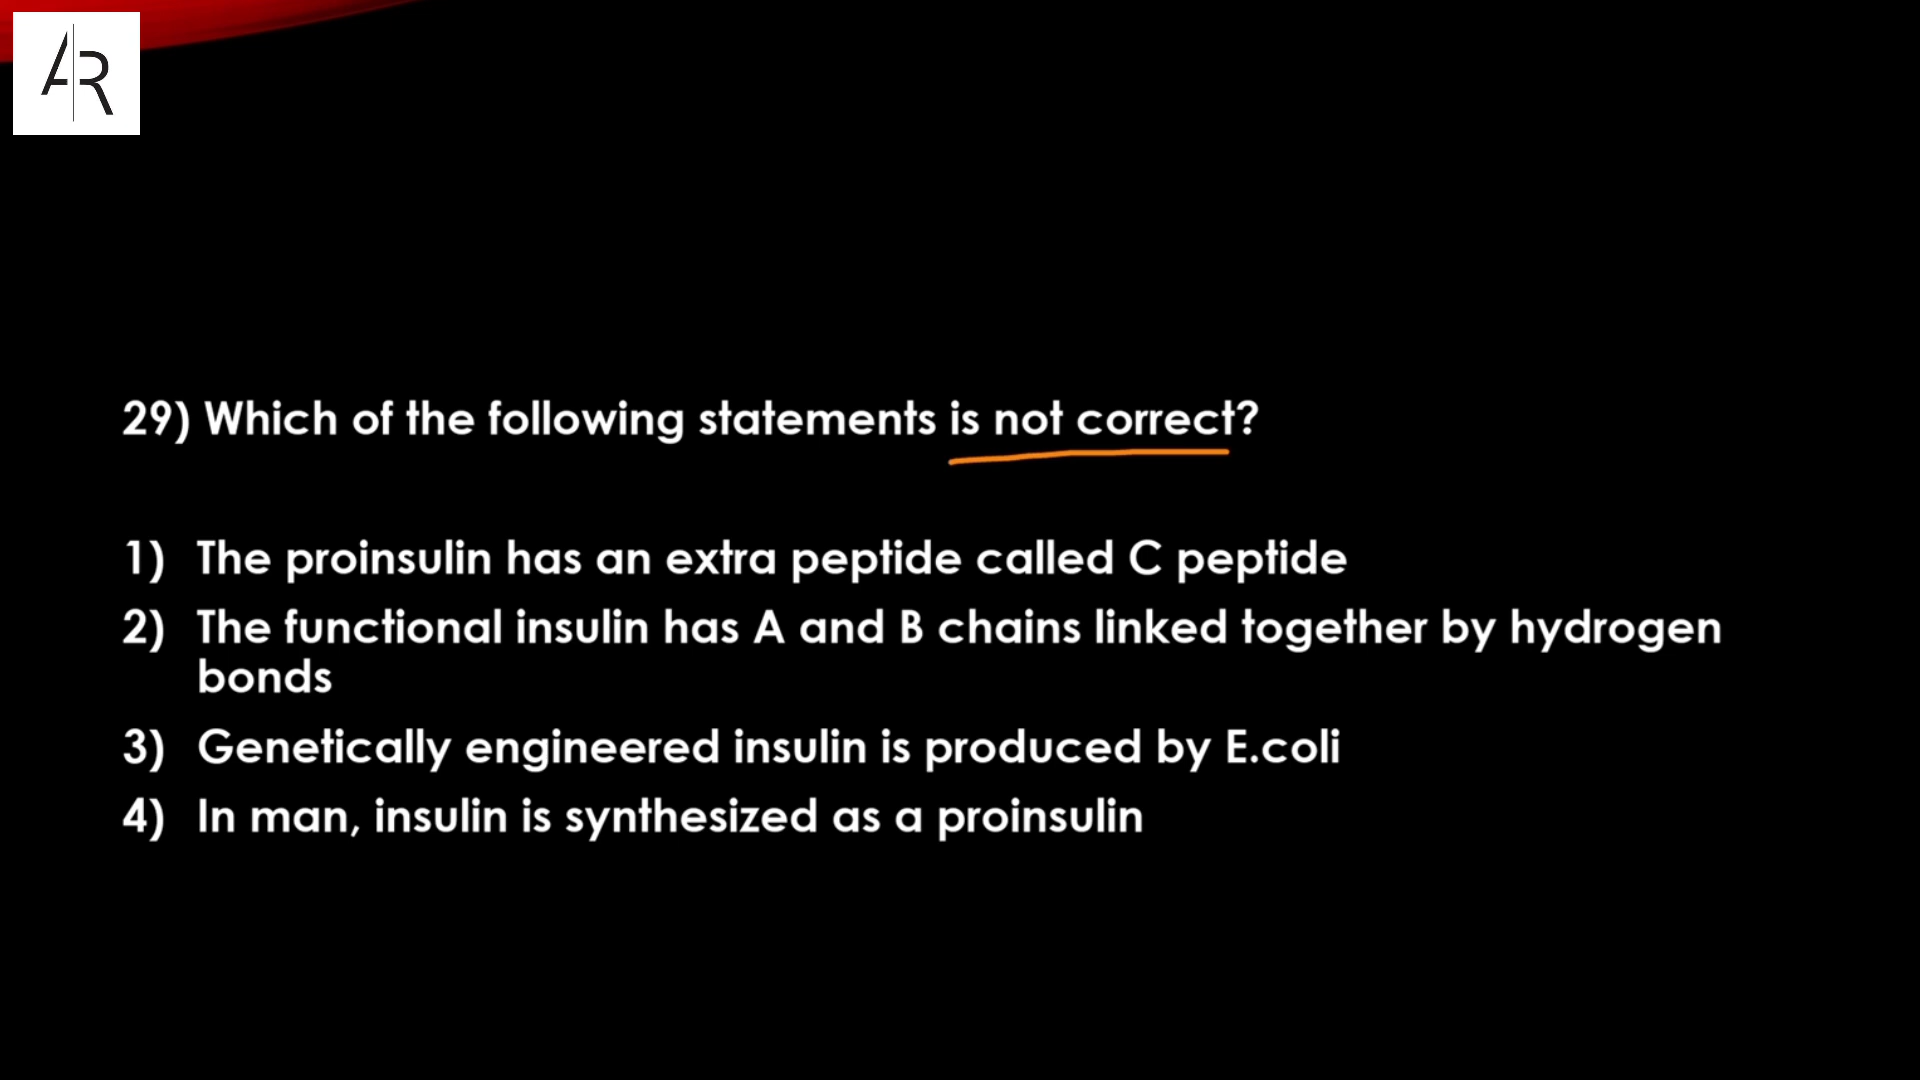 AR
29) Which of the following statements is not correct?
1) The proinsulin has an extra peptide called C peptide
2) The functional insulin has A and B chains linked together by hydrogen
bonds
3) Genetically engineered insulin is produced by E.coli
4) In man, insulin is synthesized as a proinsulin